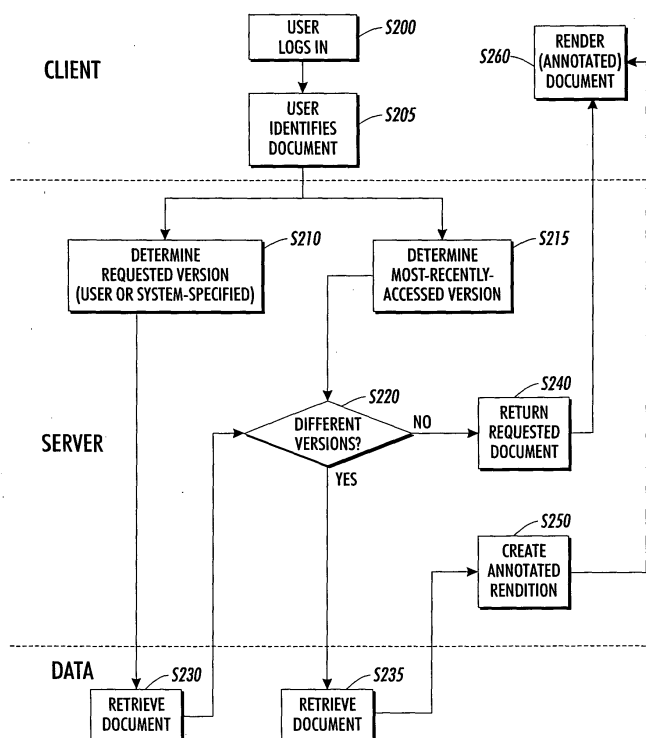 CLIENT
USER
LOGS IN
S200
USER
IDENTIFIES
DOCUMENT
S205
RENDER
(ANNOTATED)
DOCUMENT
S260
SERVER
DETERMINE
REQUESTED VERSION
(USER OR SYSTEM-SPECIFIED)
S210
DETERMINE
MOST-RECENTLY-
ACCESSED VERSION
S215
DIFFERENT
VERSIONS?
S220
NO
YES
RETURN
REQUESTED
DOCUMENT
S240
CREATE
ANNOTATED
RENDITION
S250
DATA
RETRIEVE
DOCUMENT
S230
RETRIEVE
DOCUMENT
S235